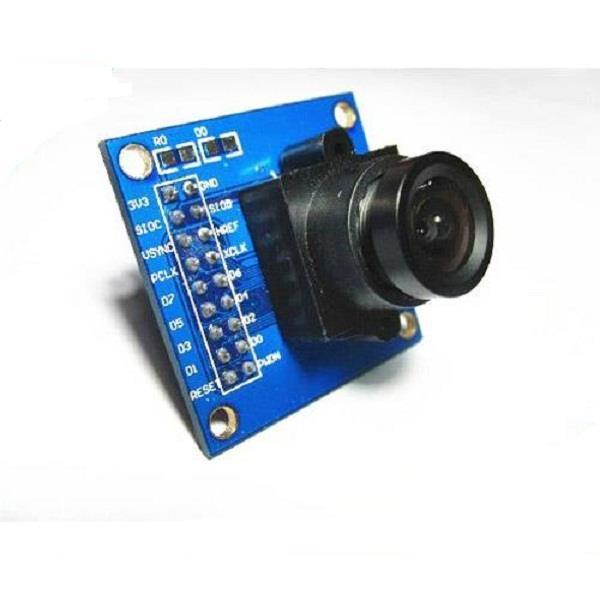 R0 D0
3V3 GND
SIOC SIOD
VSYNC HREF
PCLK XCLK
D7 D6
D5 D4
D3 D2
D1 D0
RESET PWDN